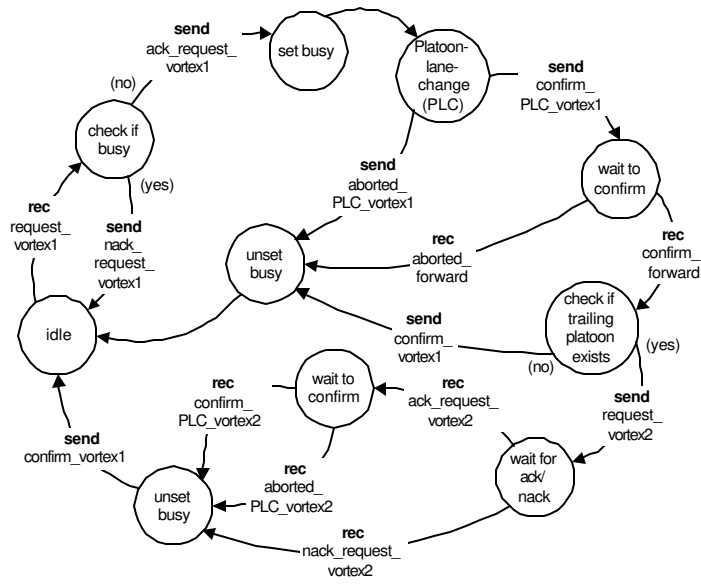 send
ack_request_
vortex1
(no)
set busy
Platoon-
lane-
change
(PLC)
send
confirm_
PLC_vortex1
check if
busy
(yes)
send
aborted_
PLC_vortex1
wait to
confirm
rec
request_
vortex1
send
nack_
request_
vortex1
unset
busy
rec
aborted_
forward
rec
confirm_
forward
idle
send
confirm_
vortex1
check if
trailing
platoon
exists
(no)
(yes)
rec
confirm_
PLC_vortex2
wait to
confirm
rec
ack_request_
vortex2
send
request_
vortex2
send
confirm_vortex1
rec
aborted_
PLC_vortex2
wait for
ack/
nack
unset
busy
rec
nack_request_
vortex2